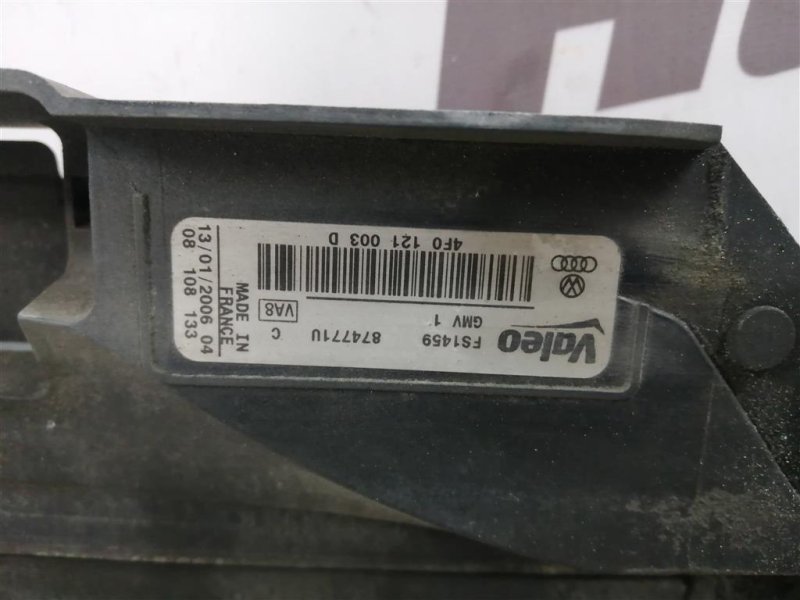 Valeo
FS1459
GMV 1
874771U
C
VA8
4F0 121 003 D
MADE IN
FRANCE
13/01/2006 04
08 108 133